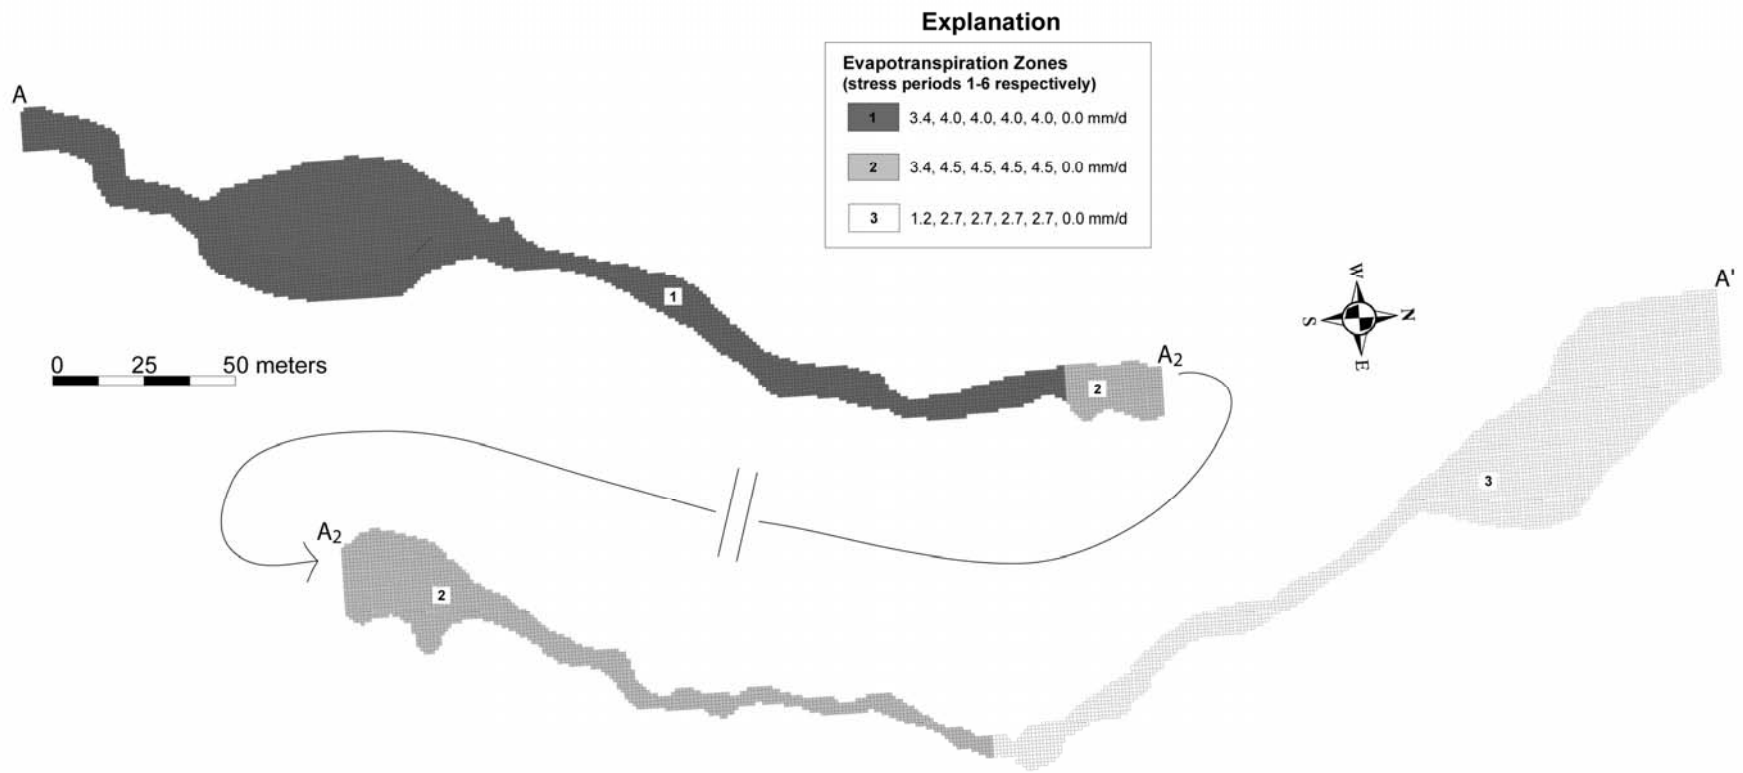 Explanation
Evapotranspiration Zones
(stress periods 1-6 respectively)
1 3.4, 4.0, 4.0, 4.0, 4.0, 0.0 mm/d
2 3.4, 4.5, 4.5, 4.5, 4.5, 0.0 mm/d
3 1.2, 2.7, 2.7, 2.7, 2.7, 0.0 mm/d
A
1
0 25 50 meters
2
A2
W
S
N
E
A'
3
A2
2